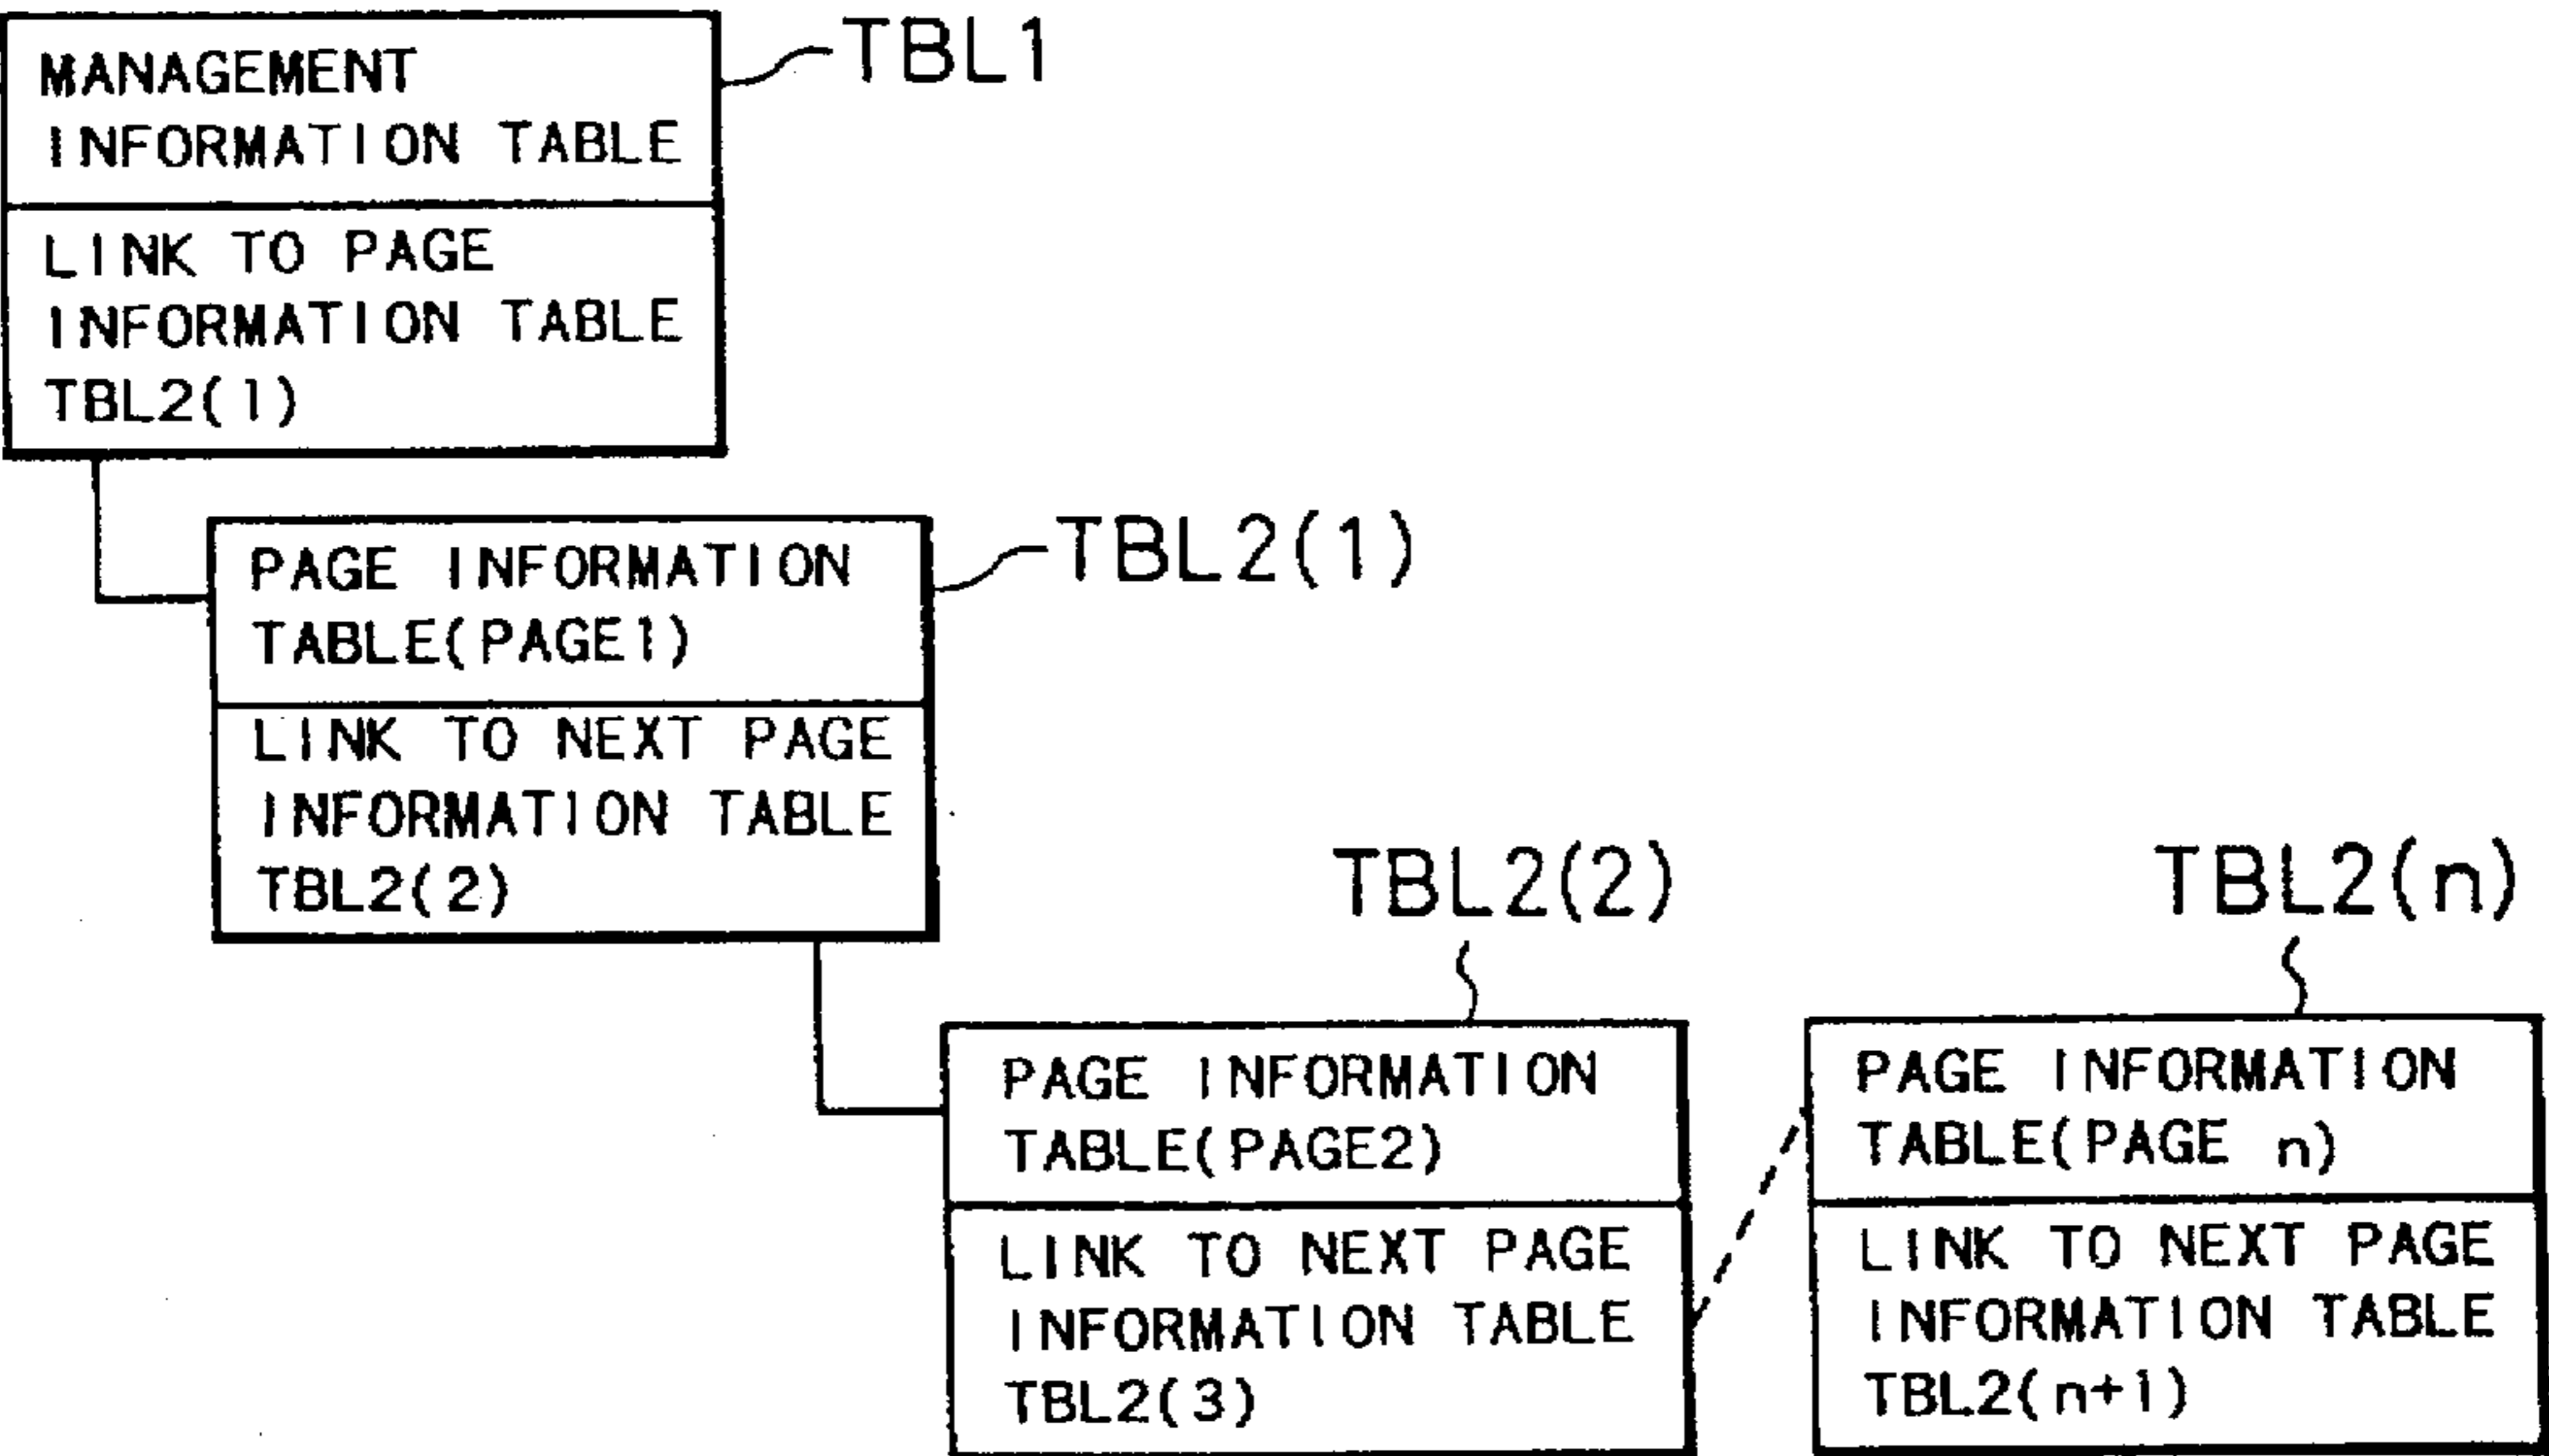 TBL1
MANAGEMENT
INFORMATION TABLE
LINK TO PAGE
INFORMATION TABLE
TBL2(1)
TBL2(1)
PAGE INFORMATION
TABLE(PAGE1)
LINK TO NEXT PAGE
INFORMATION TABLE
TBL2(2)
TBL2(2)
PAGE INFORMATION
TABLE(PAGE2)
LINK TO NEXT PAGE
INFORMATION TABLE
TBL2(3)
TBL2(n)
PAGE INFORMATION
TABLE(PAGE n)
LINK TO NEXT PAGE
INFORMATION TABLE
TBL2(n+1)